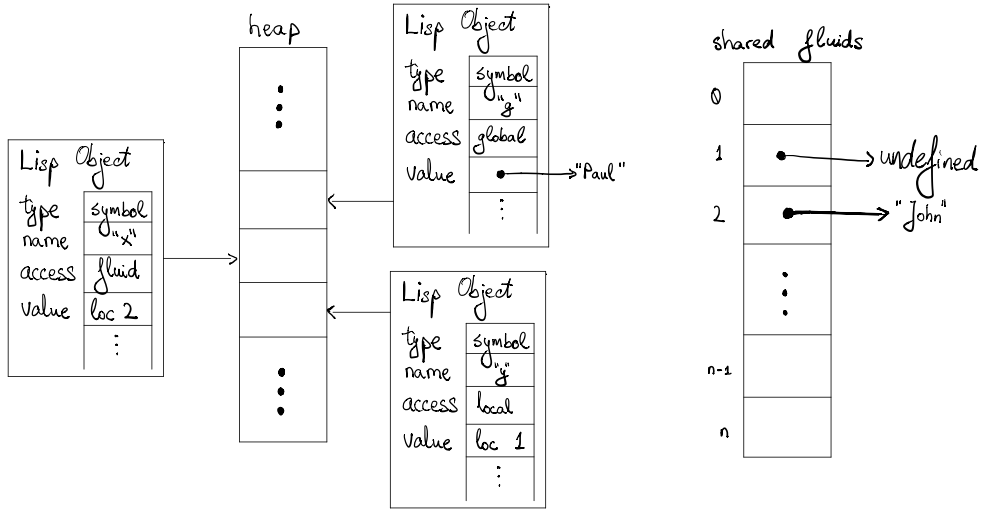 heap
Lisp Object
type symbol
name "x"
access fluid
value loc 2
Lisp Object
type symbol
name "g"
access global
value "Paul"
Lisp Object
type symbol
name "y"
access local
value loc 1
shared fluids
0
1 undefined
2 "John"
n-1
n